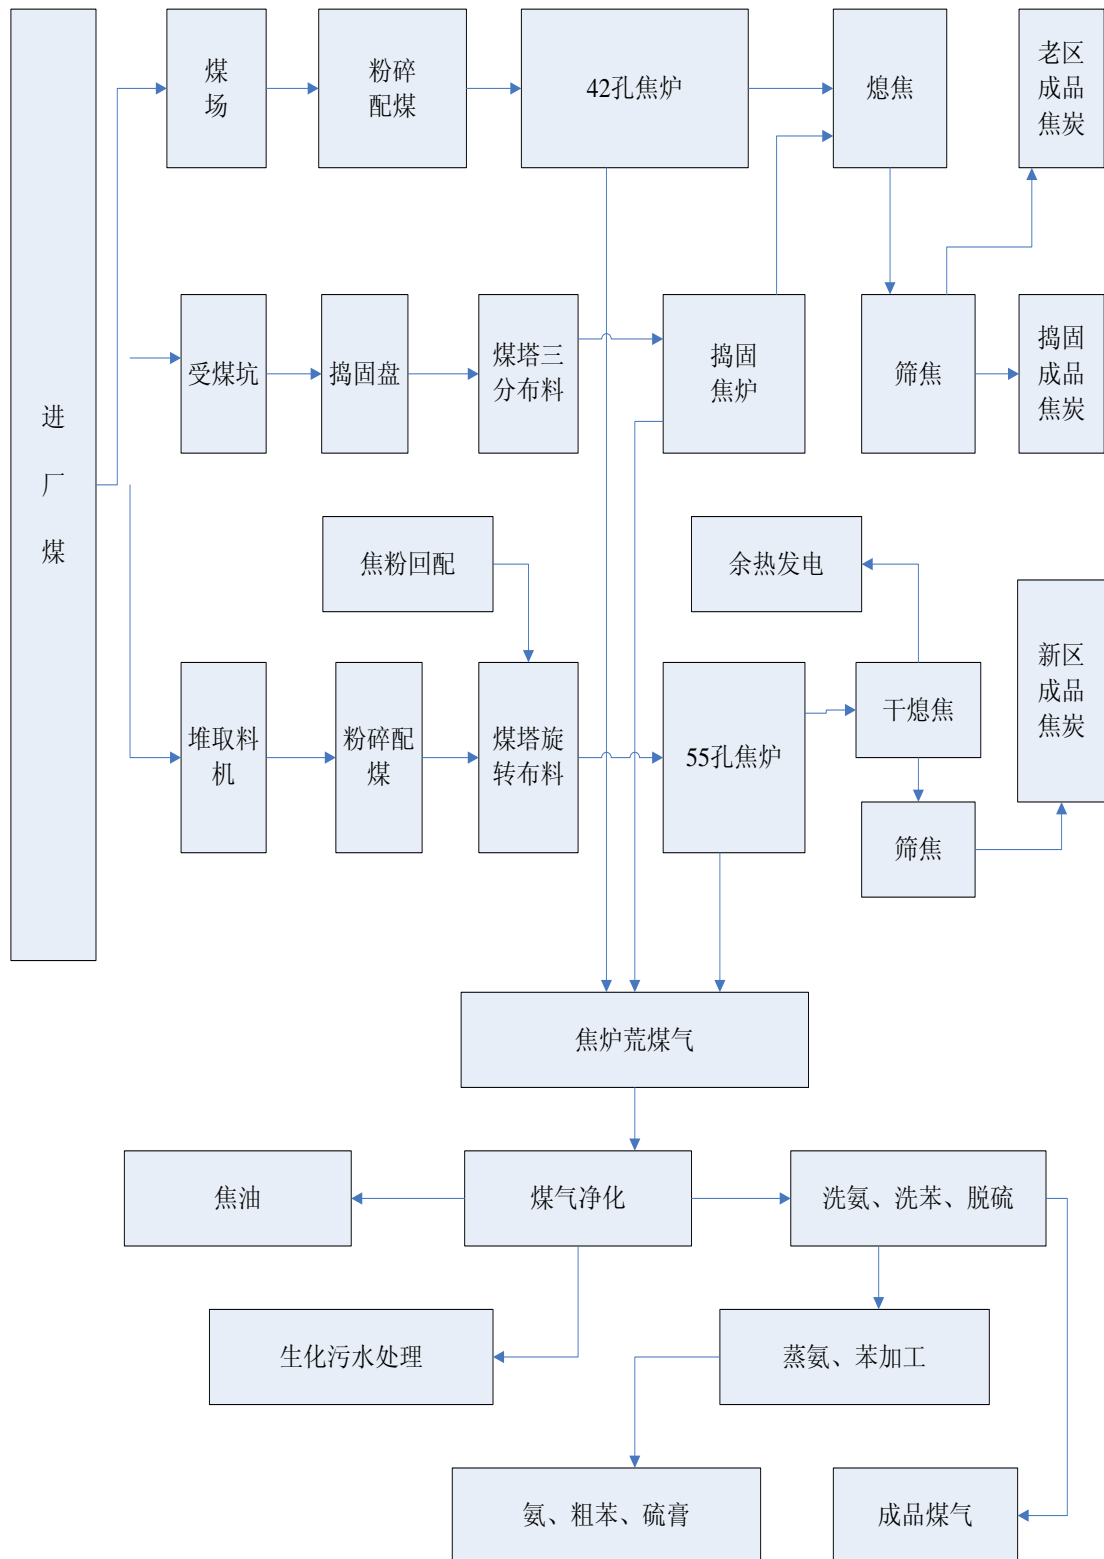 煤
场
粉碎
配煤
42孔焦炉
熄焦
老区
成品
焦炭
进
厂
煤
受煤坑
捣固盘
煤塔三
分布料
捣固
焦炉
筛焦
捣固
成品
焦炭
焦粉回配
余热发电
新区
成品
焦炭
堆取料
机
粉碎配
煤
煤塔旋
转布料
55孔焦炉
干熄焦
筛焦
焦炉荒煤气
焦油
煤气净化
洗氨、洗苯、脱硫
生化污水处理
蒸氨、苯加工
氨、粗苯、硫膏
成品煤气